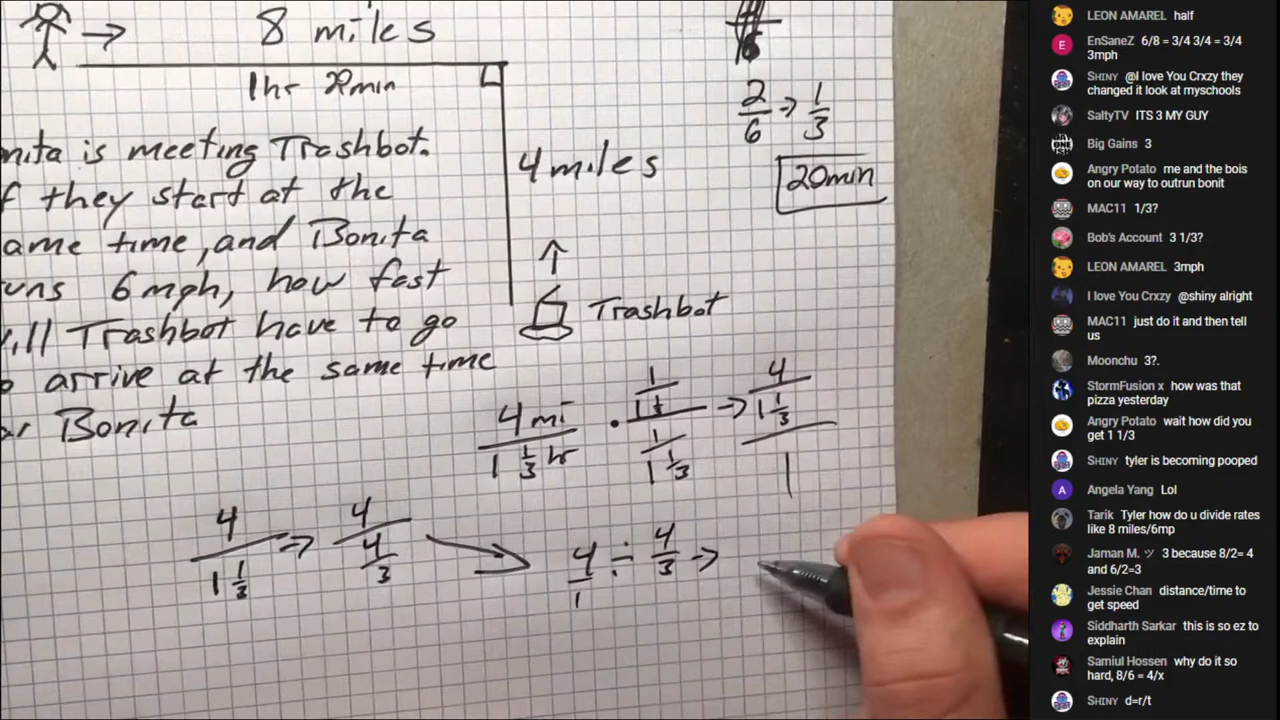 8 miles
1hr 20min
nita is meeting Trashbot.
f they start at the
ame time, and Bonita
uns 6mph, how fast
ill Trashbot have to go
o arrive at the same time
Bonita
4 miles
Trashbot
6
2/6 → 1/3
20min
4mi / 1 1/3 hr · → 4 / 1 1/3 / 1
4 / 1 1/3 → 4 / 4/3 → 4/1 ÷ 4/3 →
LEON AMAREL half
EnSaneZ 6/8 = 3/4 3/4 = 3/4
3mph
SHINY @I love You Crxzy they
changed it look at myschools
SaltyTV ITS 3 MY GUY
Big Gains 3
Angry Potato me and the bois
on our way to outrun bonit
MAC11 1/3?
Bob's Account 3 1/3?
LEON AMAREL 3mph
I love You Crxzy @shiny alright
MAC11 just do it and then tell
us
Moonchu 3?.
StormFusion x how was that
pizza yesterday
Angry Potato wait how did you
get 1 1/3
SHINY tyler is becoming pooped
Angela Yang Lol
Tarik Tyler how do u divide rates
like 8 miles/6mp
Jaman M. ツ 3 because 8/2= 4
and 6/2=3
Jessie Chan distance/time to
get speed
Siddharth Sarkar this is so ez to
explain
Samiul Hossen why do it so
hard, 8/6 = 4/x
SHINY d=r/t